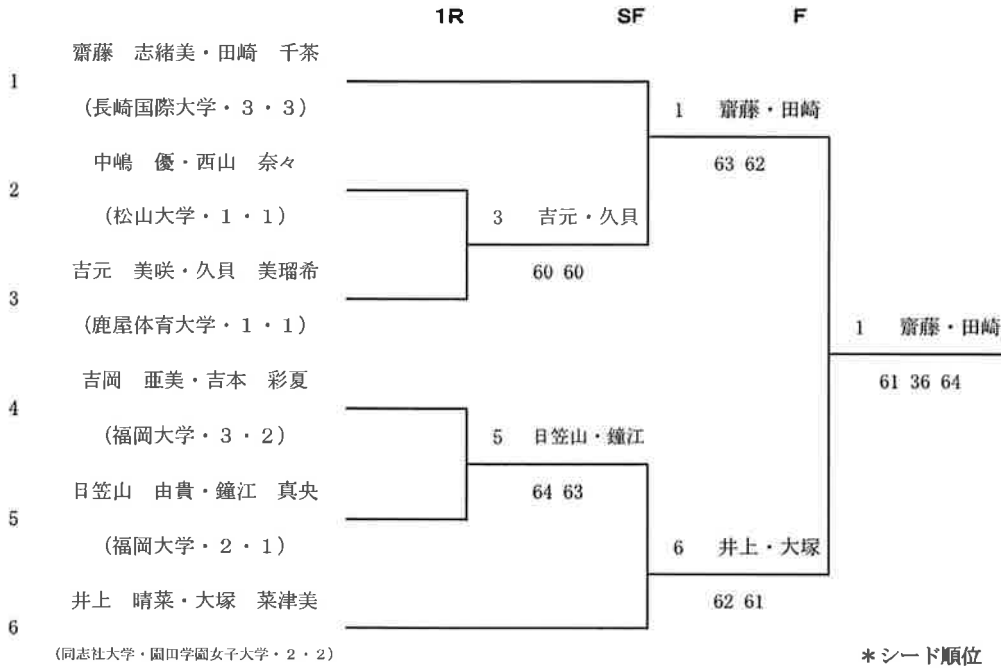 1R SF F
齋藤 志緒美・田崎 千茶
1
(長崎国際大学・３・３)
1 齋藤・田崎
中嶋 優・西山 奈々
63 62
2
(松山大学・１・１)
3 吉元・久貝
吉元 美咲・久貝 美瑠希
60 60
3
(鹿屋体育大学・１・１)
1 齋藤・田崎
吉岡 亜美・吉本 彩夏
61 36 64
4
(福岡大学・３・２)
5 日笠山・鐘江
日笠山 由貴・鐘江 真央
64 63
5
(福岡大学・２・１)
6 井上・大塚
井上 晴菜・大塚 菜津美
62 61
6
(同志社大学・園田学園女子大学・２・２)
＊シード順位